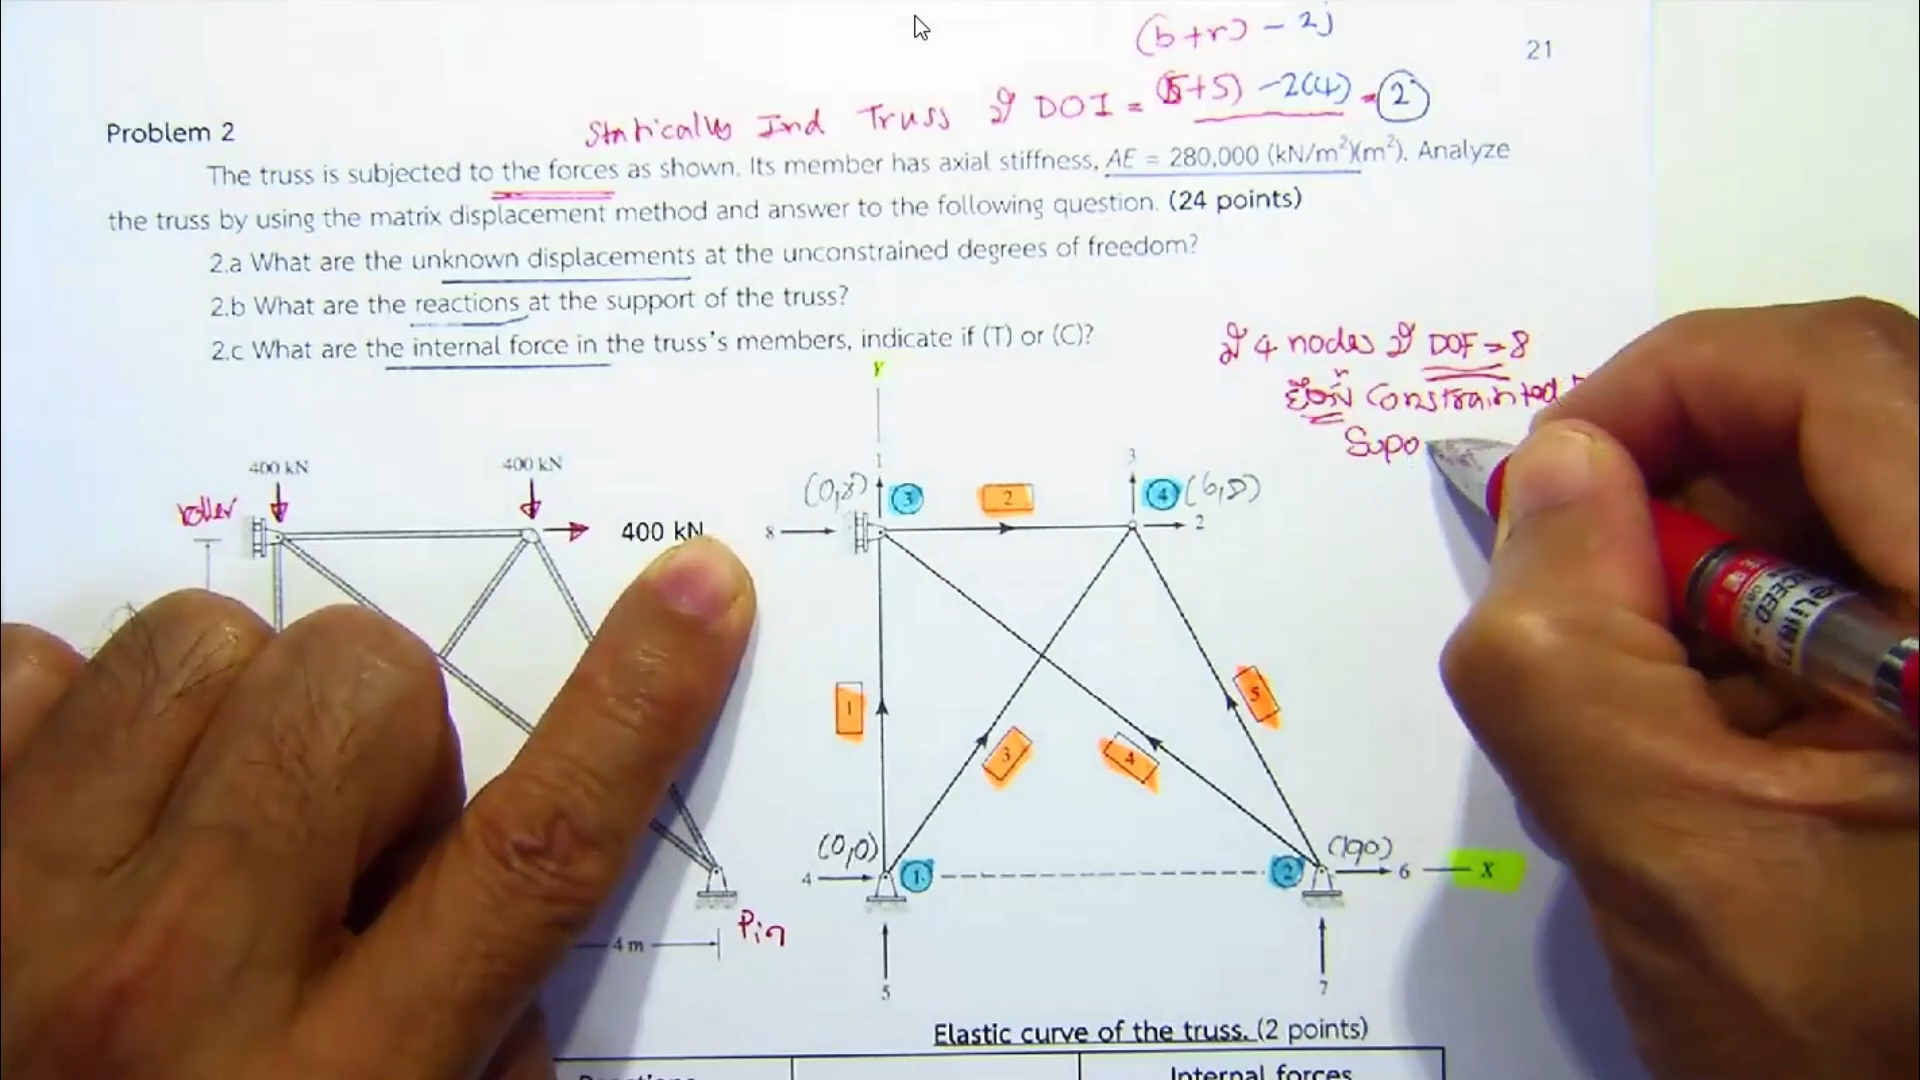 (b+r) - 2j
21
Statically Ind Truss มี DOI = (5+5) - 2(4) = 2
Problem 2
The truss is subjected to the forces as shown. Its member has axial stiffness, AE = 280,000 (kN/m²)(m²). Analyze
the truss by using the matrix displacement method and answer to the following question. (24 points)
2.a What are the unknown displacements at the unconstrained degrees of freedom?
2.b What are the reactions at the support of the truss?
2.c What are the internal force in the truss's members, indicate if (T) or (C)?
มี 4 nodes มี DOF = 8
Constrainted
Supo
Y
400 kN
400 kN
roller
400 kN
1
(0,8)
3
2
3
4
(6,8)
8
2
1
3
4
5
(0,0)
4
1
2
(10,0)
6
X
Pin
4 m
5
7
Elastic curve of the truss. (2 points)
Internal forces